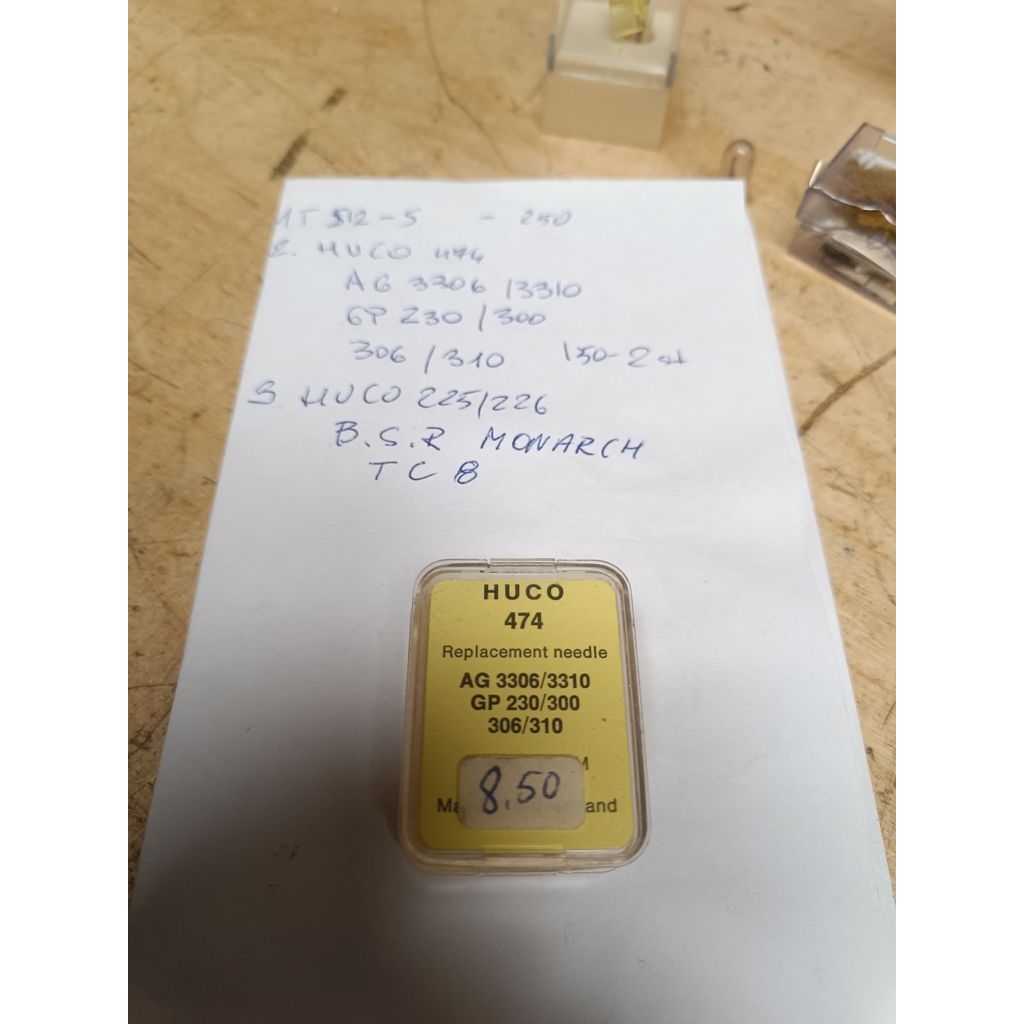 512-5 - 250
2. HUCO 474
AG 3306 / 3310
GP 230 / 300
306 / 310 150-2 st
3. HUCO 225/226
B.S.R MONARCH
TC 8
HUCO
474
Replacement needle
AG 3306/3310
GP 230/300
306/310
8,50